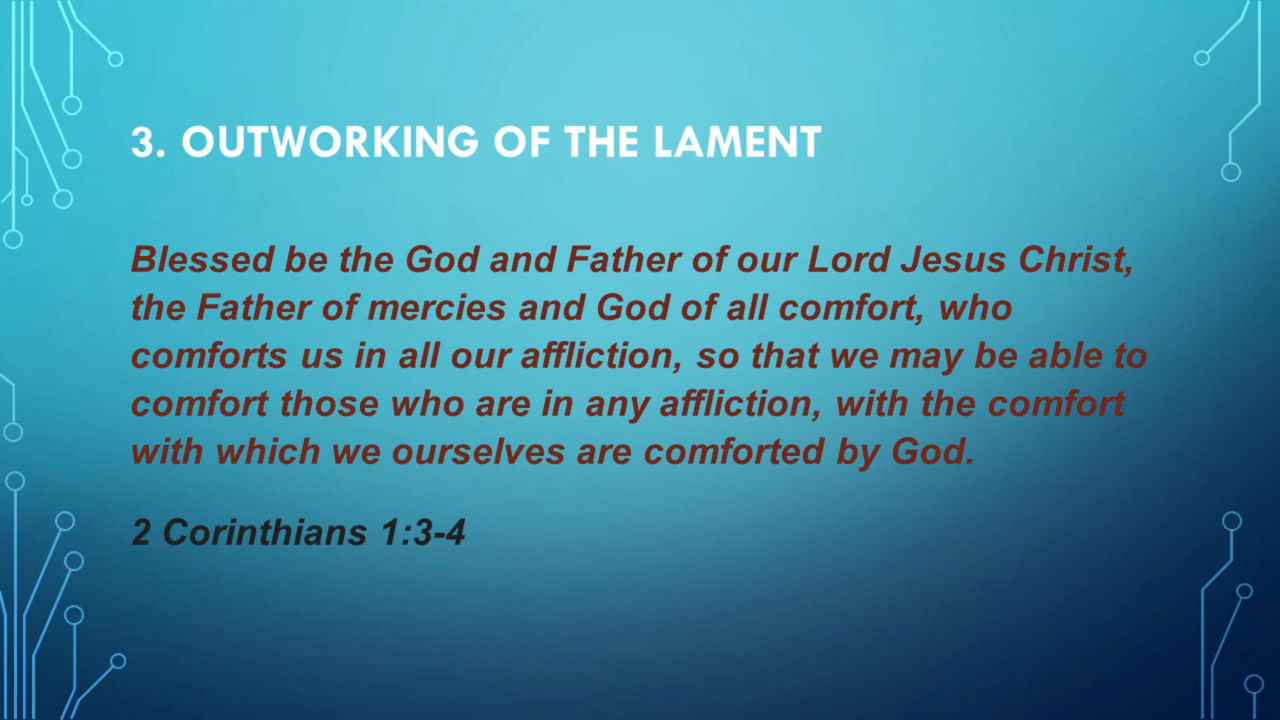 3. OUTWORKING OF THE LAMENT
Blessed be the God and Father of our Lord Jesus Christ,
the Father of mercies and God of all comfort, who
comforts us in all our affliction, so that we may be able to
comfort those who are in any affliction, with the comfort
with which we ourselves are comforted by God.
2 Corinthians 1:3-4